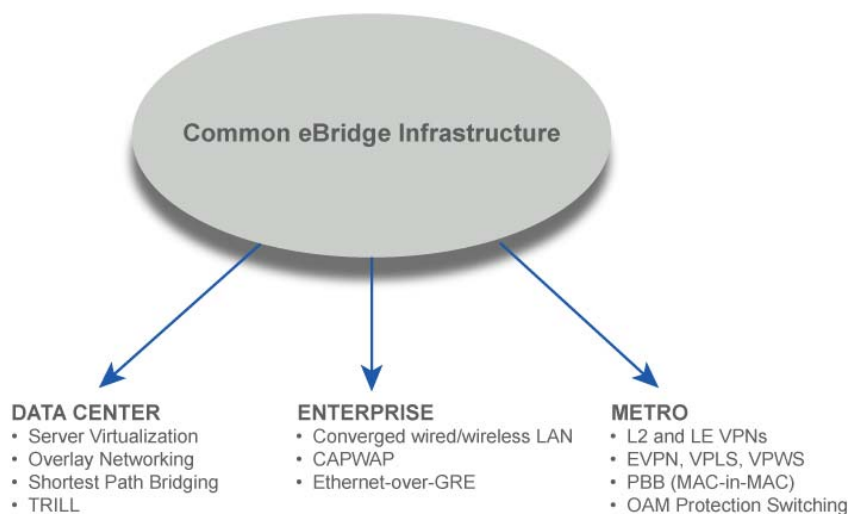 Common eBridge Infrastructure
DATA CENTER
• Server Virtualization
• Overlay Networking
• Shortest Path Bridging
• TRILL
ENTERPRISE
• Converged wired/wireless LAN
• CAPWAP
• Ethernet-over-GRE
METRO
• L2 and LE VPNs
• EVPN, VPLS, VPWS
• PBB (MAC-in-MAC)
• OAM Protection Switching